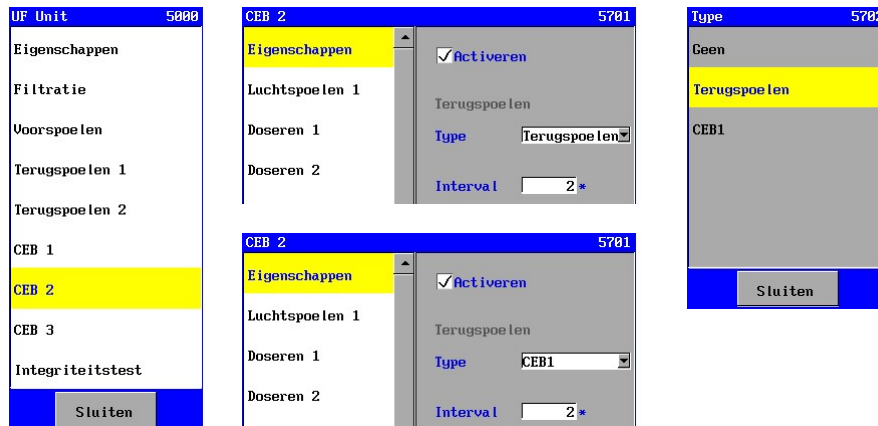 UF Unit 5000
Eigenschappen
Filtratie
Voorspoelen
Terugspoelen 1
Terugspoelen 2
CEB 1
CEB 2
CEB 3
Integriteitstest
Sluiten
CEB 2 5701
Eigenschappen
Luchtspoelen 1
Doseren 1
Doseren 2
Activeren
Terugspoelen
Type Terugspoelen
Interval 2 *
CEB 2 5701
Eigenschappen
Luchtspoelen 1
Doseren 1
Doseren 2
Activeren
Terugspoelen
Type CEB1
Interval 2 *
Type 5702
Geen
Terugspoelen
CEB1
Sluiten